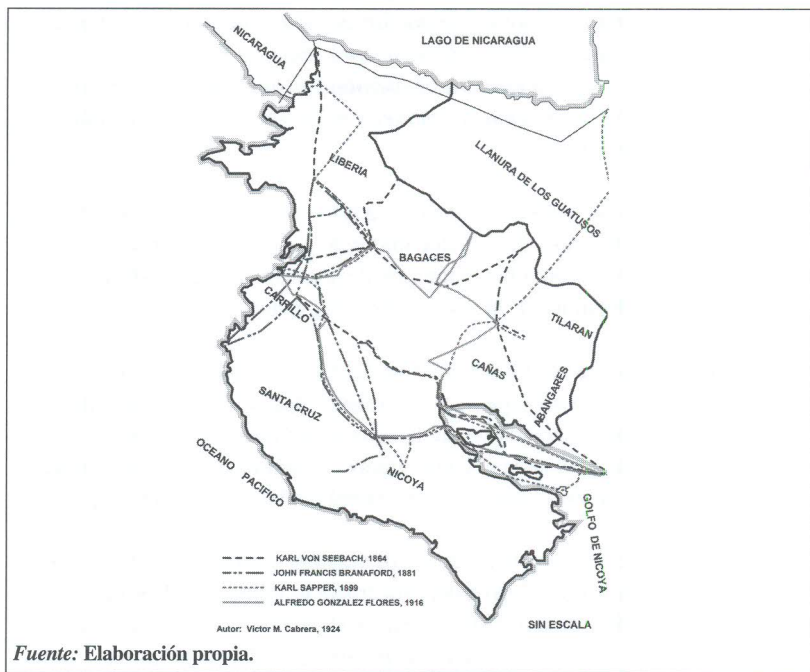 LAGO DE NICARAGUA
NICARAGUA
LLANURA DE LOS GUATUSOS
LIBERIA
BAGACES
CARRILLO
TILARAN
CAÑAS
ABANGARES
SANTA CRUZ
NICOYA
OCEANO PACIFICO
GOLFO DE NICOYA
KARL VON SEEBACH, 1864
JOHN FRANCIS BRANAFORD, 1881
KARL SAPPER, 1899
ALFREDO GONZALEZ FLORES, 1916
Autor: Víctor M. Cabrera, 1924
SIN ESCALA
Fuente: Elaboración propia.